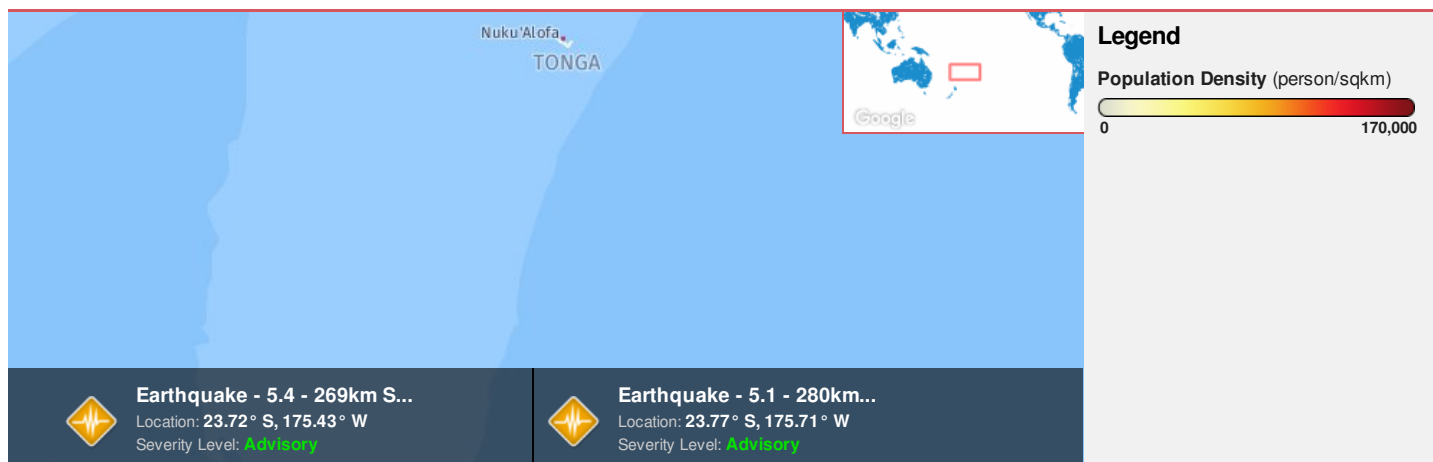 Nuku'Alofa
TONGA
Google
Legend
Population Density (person/sqkm)
0 170,000
Earthquake - 5.4 - 269km S...
Location: 23.72° S, 175.43° W
Severity Level: Advisory
Earthquake - 5.1 - 280km...
Location: 23.77° S, 175.71° W
Severity Level: Advisory